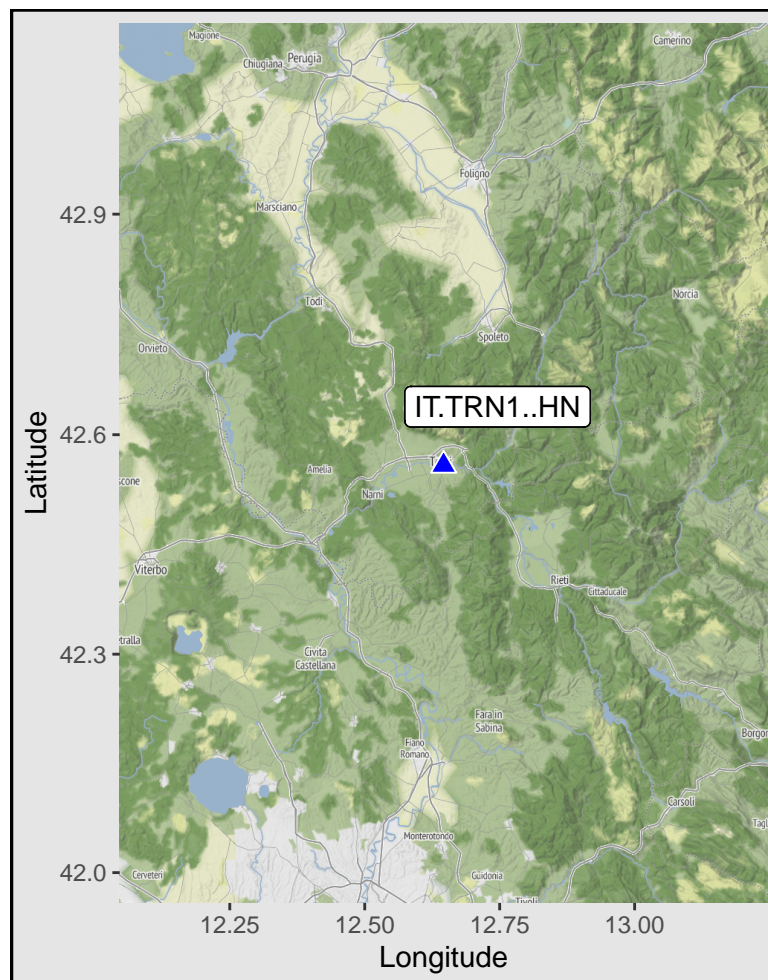 Magione
Perugia
Chiugiana
Camerino
Foligno
42.9
Marsciano
Norcia
Todi
Spoleto
Orvieto
IT.TRN1..HN
42.6
Latitude
Amelia
Narni
Viterbo
Rieti
Cittaducale
42.3
Civita
Castellana
Fara in
Sabina
Fiano
Romano
Carsoli
Monterotondo
42.0
Cerveteri
Guidonia
Tivoli
12.25
12.50
12.75
13.00
Longitude